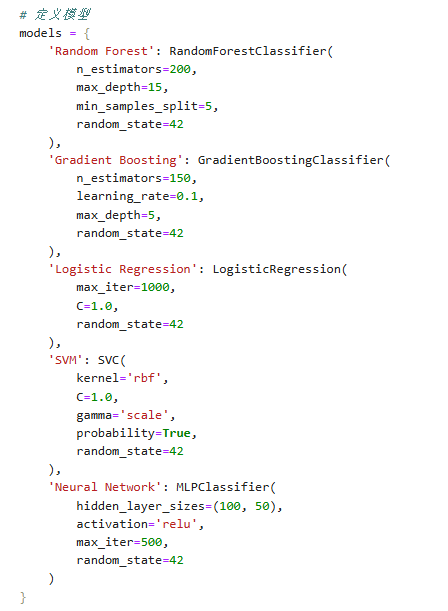 # 定义模型
models = {
    'Random Forest': RandomForestClassifier(
        n_estimators=200,
        max_depth=15,
        min_samples_split=5,
        random_state=42
    ),
    'Gradient Boosting': GradientBoostingClassifier(
        n_estimators=150,
        learning_rate=0.1,
        max_depth=5,
        random_state=42
    ),
    'Logistic Regression': LogisticRegression(
        max_iter=1000,
        C=1.0,
        random_state=42
    ),
    'SVM': SVC(
        kernel='rbf',
        C=1.0,
        gamma='scale',
        probability=True,
        random_state=42
    ),
    'Neural Network': MLPClassifier(
        hidden_layer_sizes=(100, 50),
        activation='relu',
        max_iter=500,
        random_state=42
    )
}